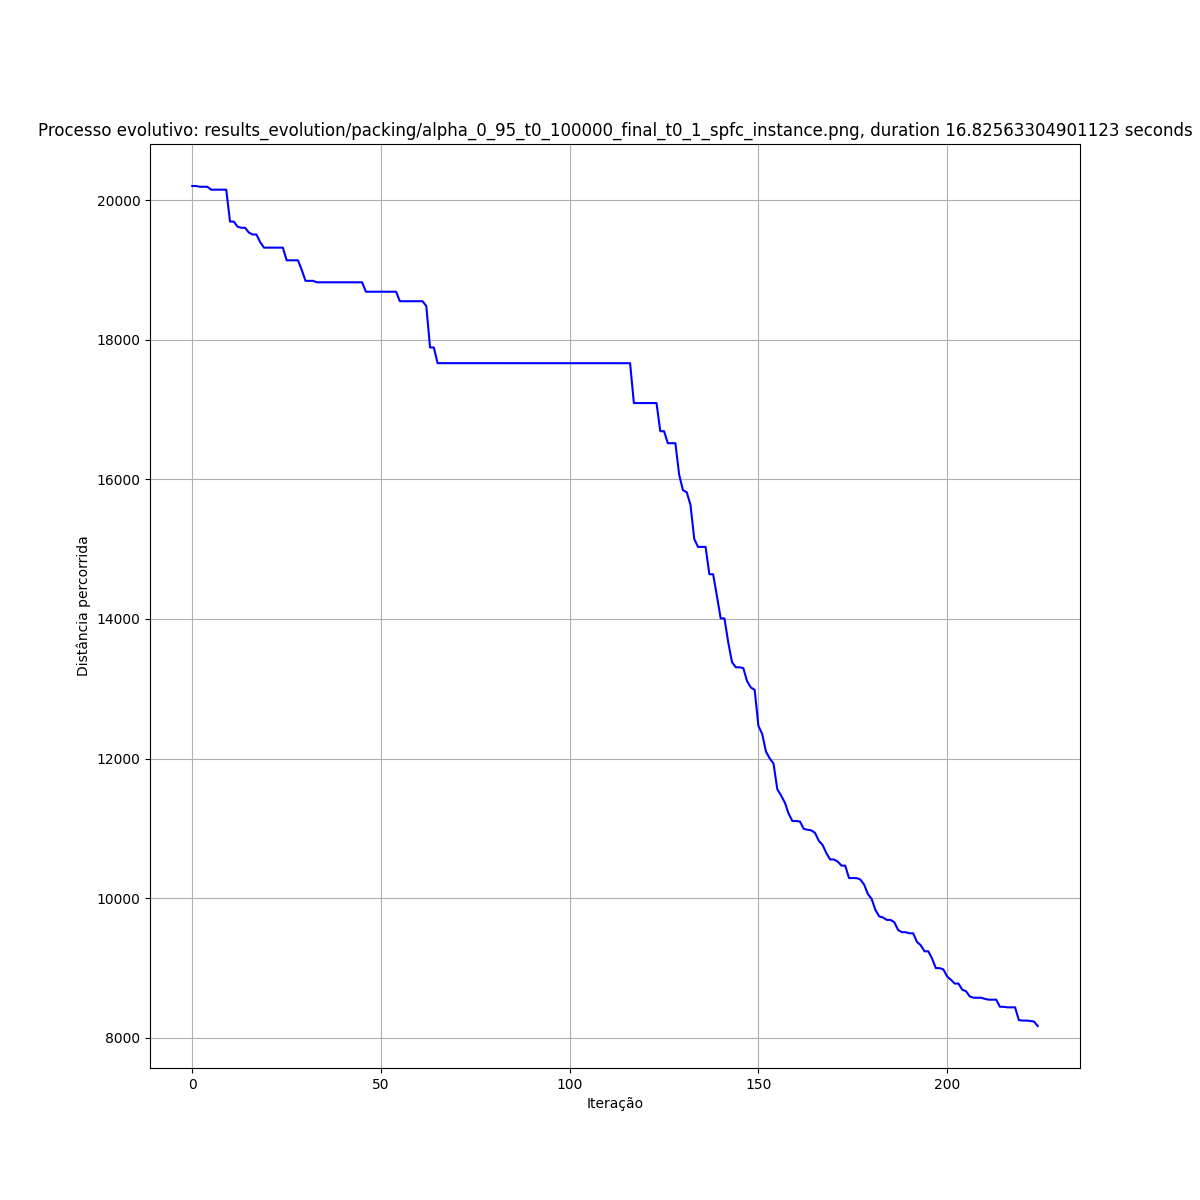 Processo evolutivo: results_evolution/packing/alpha_0_95_t0_100000_final_t0_1_spfc_instance.png, duration 16.82563304901123 seconds
20000
18000
16000
14000
12000
10000
8000
Distância percorrida
0 50 100 150 200
Iteração